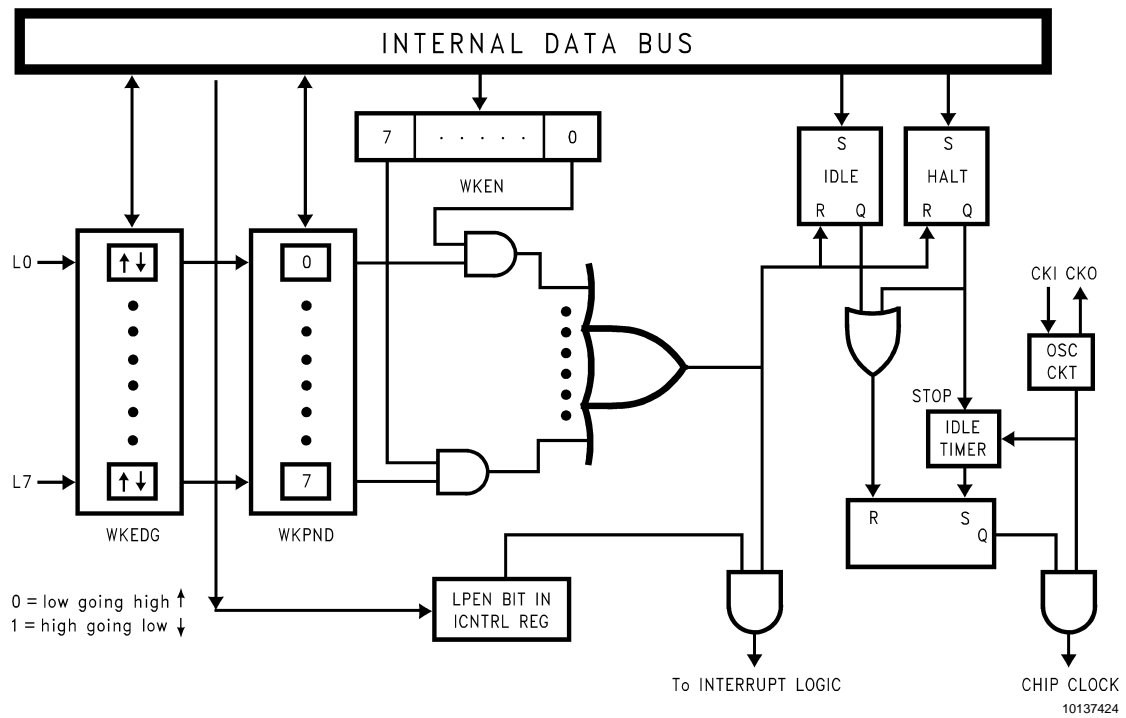 INTERNAL DATA BUS
7 · · · · · 0
WKEN
S
IDLE
R Q
S
HALT
R Q
L0
0
CKI CKO
OSC
CKT
STOP
IDLE
TIMER
L7
7
WKEDG
WKPND
R S
Q
0 = low going high ↑
1 = high going low ↓
LPEN BIT IN
ICNTRL REG
To INTERRUPT LOGIC
CHIP CLOCK
10137424